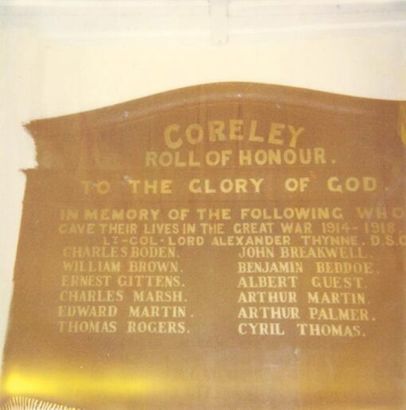 CORELEY
ROLL OF HONOUR.
TO THE GLORY OF GOD.
IN MEMORY OF THE FOLLOWING WHO
GAVE THEIR LIVES IN THE GREAT WAR 1914-1918.
LT-COL-LORD ALEXANDER THYNNE. D.S.O
CHARLES BODEN. JOHN BREAKWELL.
WILLIAM BROWN. BENJAMIN BEDDOE.
ERNEST GITTENS. ALBERT GUEST.
CHARLES MARSH. ARTHUR MARTIN.
EDWARD MARTIN. ARTHUR PALMER.
THOMAS ROGERS. CYRIL THOMAS.